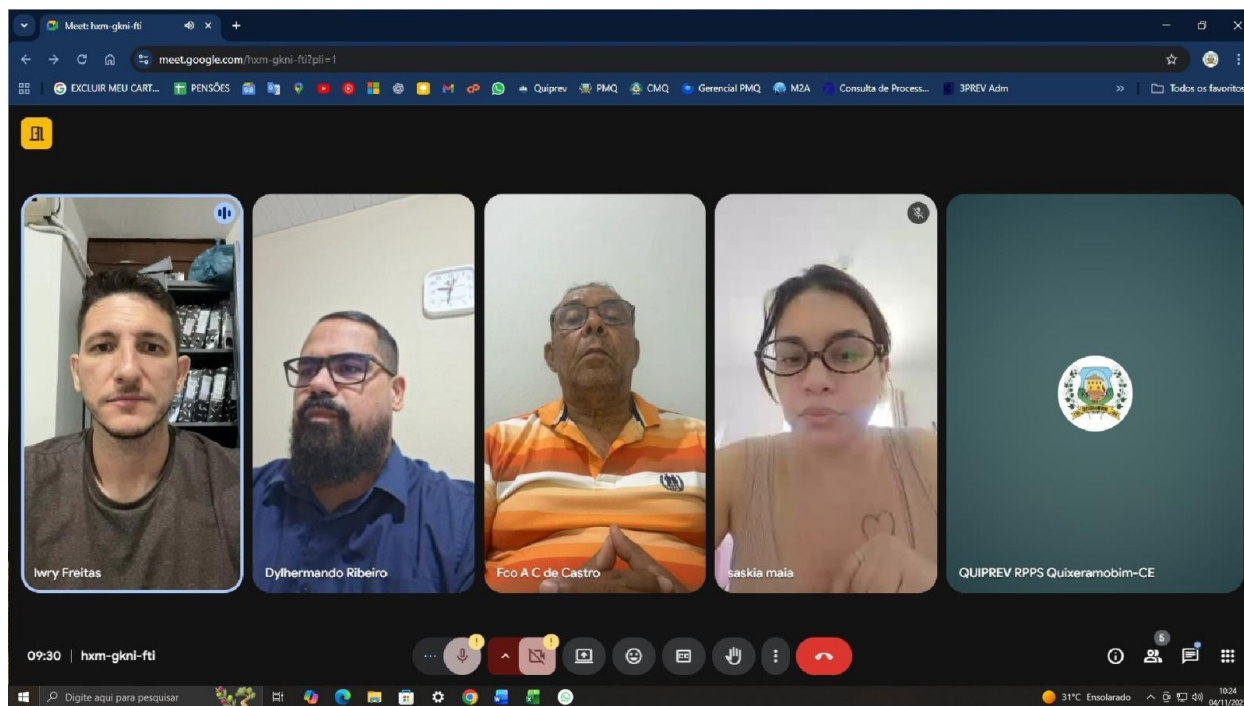 Meet: hxm-gkni-fti
meet.google.com/hxm-gkni-fti?pli=1
EXCLUIR MEU CART... PENSÕES Quiprev PMQ CMQ Gerencial PMQ M2A Consulta de Process... 3PREV Adm » Todos os favoritos
Iwry Freitas
Dylhermando Ribeiro
Fco A C de Castro
saskia maia
QUIPREV RPPS Quixeramobim-CE
09:30 | hxm-gkni-fti
5
Digite aqui para pesquisar
31°C Ensolarado
10:24
04/11/202